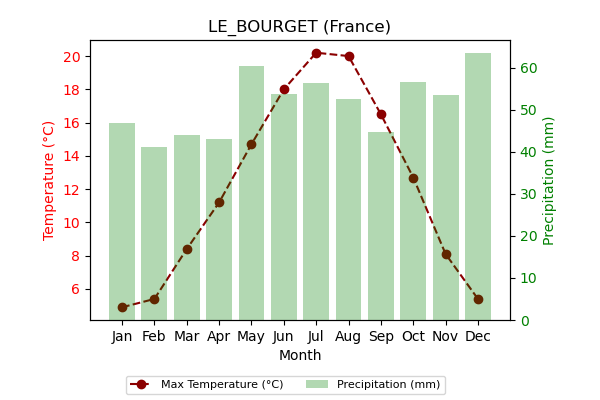 LE_BOURGET (France)
Temperature (°C)
20
18
16
14
12
10
8
6
60
50
40
30
20
10
0
Precipitation (mm)
Jan Feb Mar Apr May Jun Jul Aug Sep Oct Nov Dec
Month
Max Temperature (°C) Precipitation (mm)